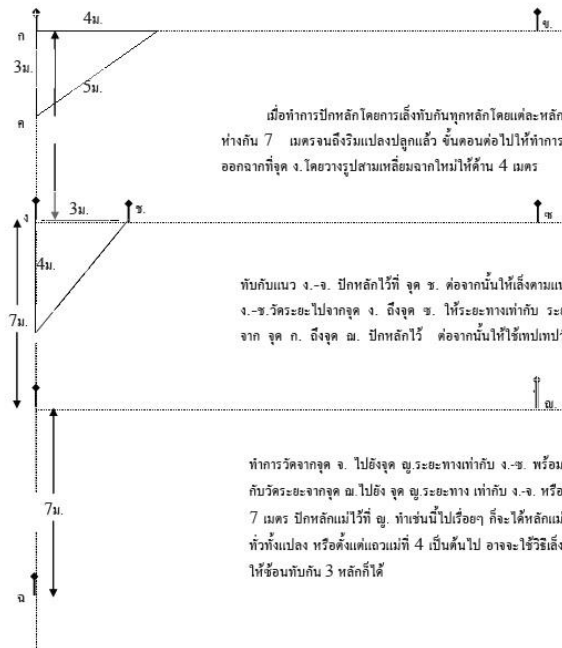 4ม.
ก
ข.
3ม.
5ม.
ค
เมื่อทำการปักหลักโดยการเล็งทับกันทุกหลักโดยแต่ละหลัก
ห่างกัน 7 เมตรจนถึงริมแปลงปลูกแล้ว ขั้นตอนต่อไปให้ทำการ
ออกฉากที่จุด ง.โดยวางรูปสามเหลี่ยมฉากใหม่ให้ด้าน 4 เมตร
3ม.
ง
ช.
ซ
4ม.
ทับกับแนว ง.-จ. ปักหลักไว้ที่ จุด ช. ต่อจากนั้นให้เล็งตามแน
ง.-ช.วัดระยะไปจากจุด ง. ถึงจุด ซ. ให้ระยะทางเท่ากับ ระย
7ม.
จาก จุด ก. ถึงจุด ฌ. ปักหลักไว้ ต่อจากนั้นให้ใช้เทปเทปวั
ญ.
ทำการวัดจากจุด จ. ไปยังจุด ญ.ระยะทางเท่ากับ ง.-ซ. พร้อม
กับวัดระยะจากจุด ฌ.ไปยัง จุด ญ.ระยะทาง เท่ากับ ง.-จ. หรือ
7ม.
7 เมตร ปักหลักแม่ไว้ที่ ญ. ทำเช่นนี้ไปเรื่อยๆ ก็จะได้หลักแม่
ทั่วทั้งแปลง หรือตั้งแต่แถวแม่ที่ 4 เป็นต้นไป อาจจะใช้วิธีเล็ง
ให้ซ้อนทับกัน 3 หลักก็ได้
ฉ